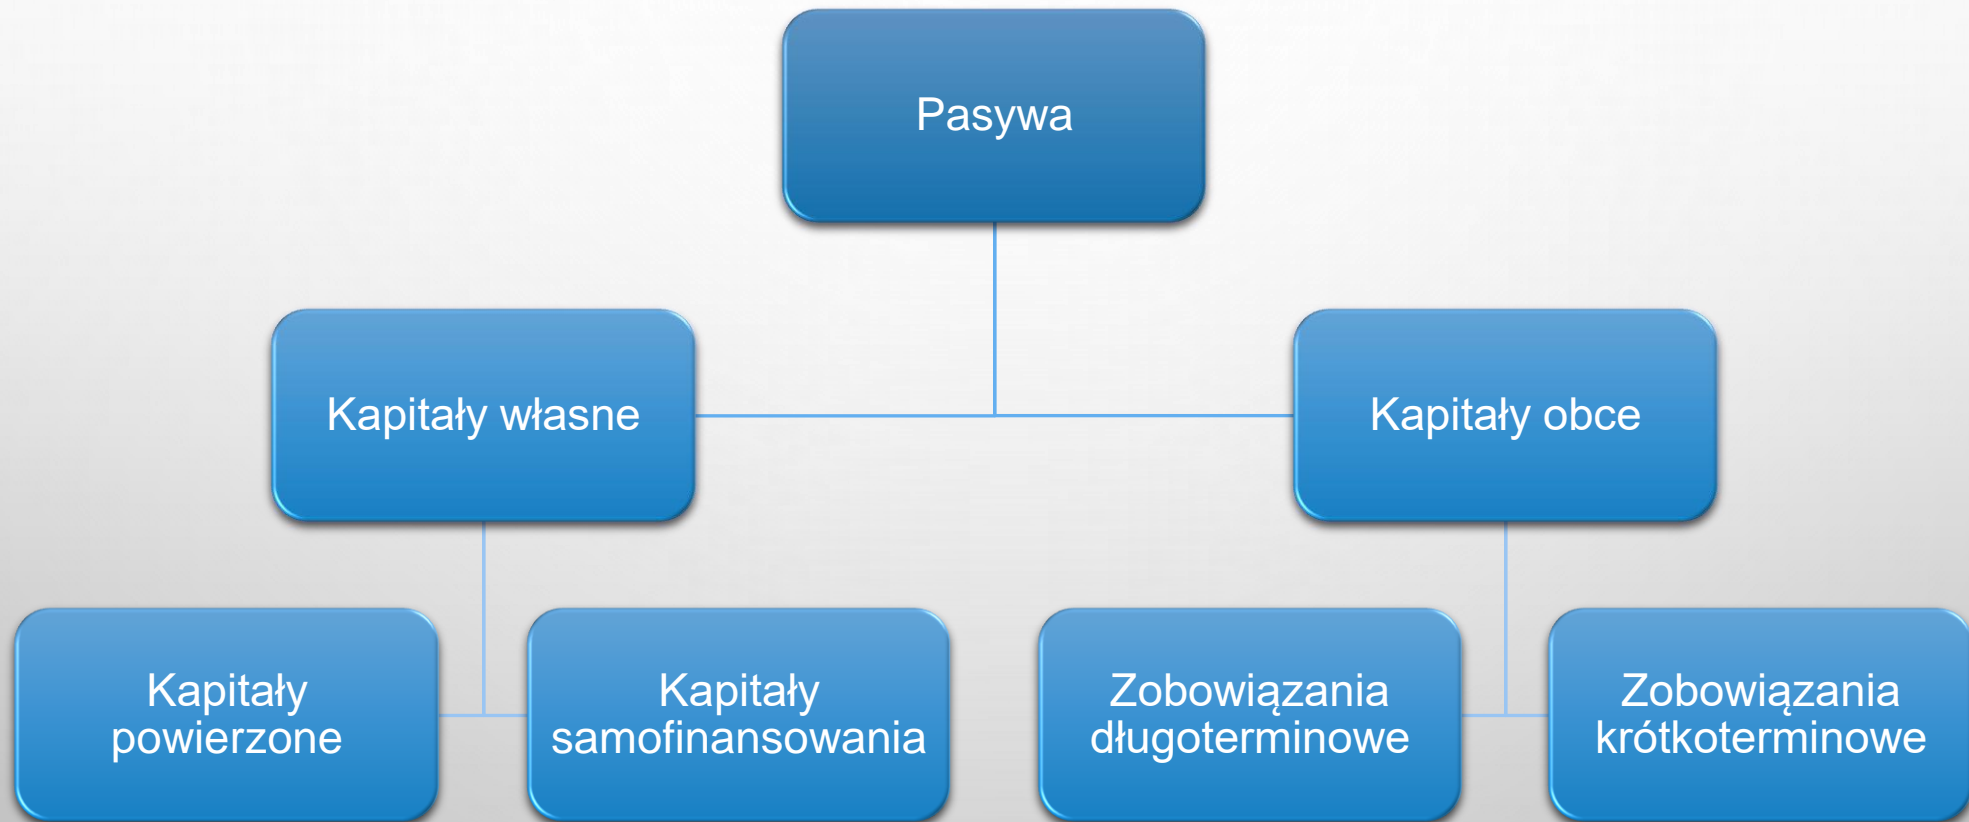 Pasywa
Kapitały własne
Kapitały obce
Kapitały
powierzone
Kapitały
samofinansowania
Zobowiązania
długoterminowe
Zobowiązania
krótkoterminowe